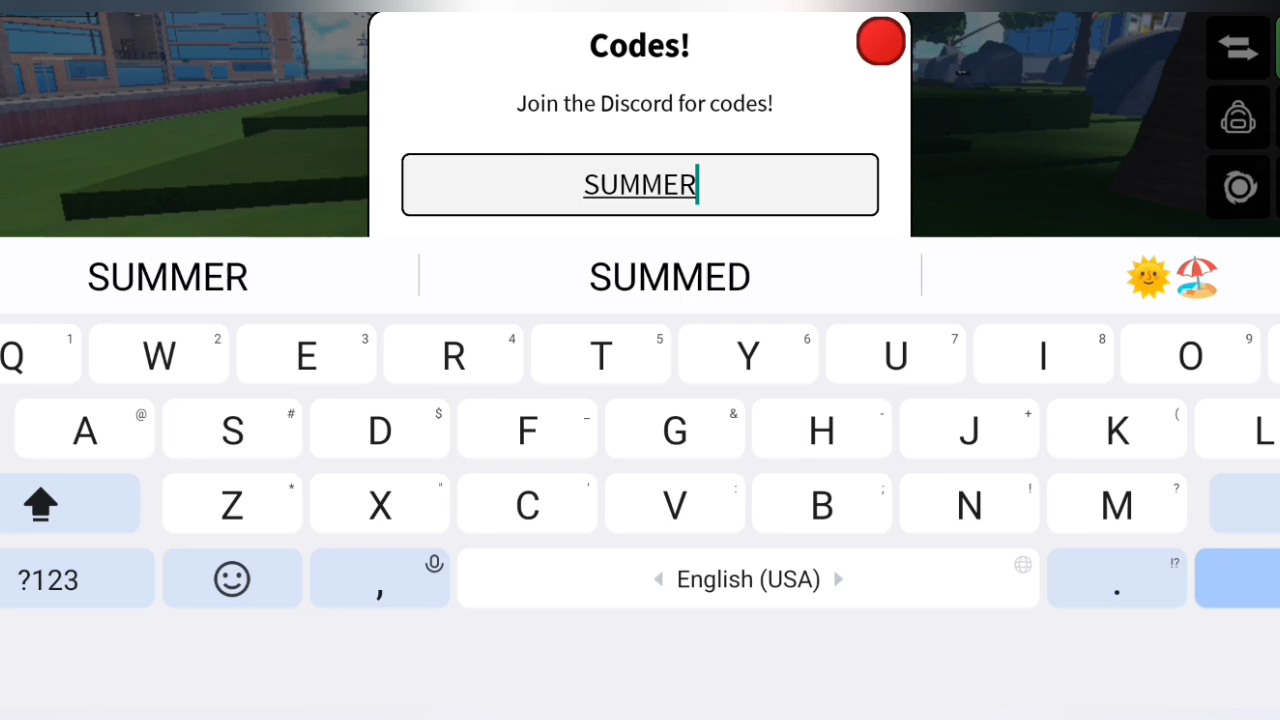 Codes!
Join the Discord for codes!
SUMMER
SUMMER SUMMED
Q 1 W 2 E 3 R 4 T 5 Y 6 U 7 I 8 O 9
A @ S # D $ F _ G & H - J + K ( L
Z * X " C ' V : B ; N ! M ?
?123 , English (USA) . !?